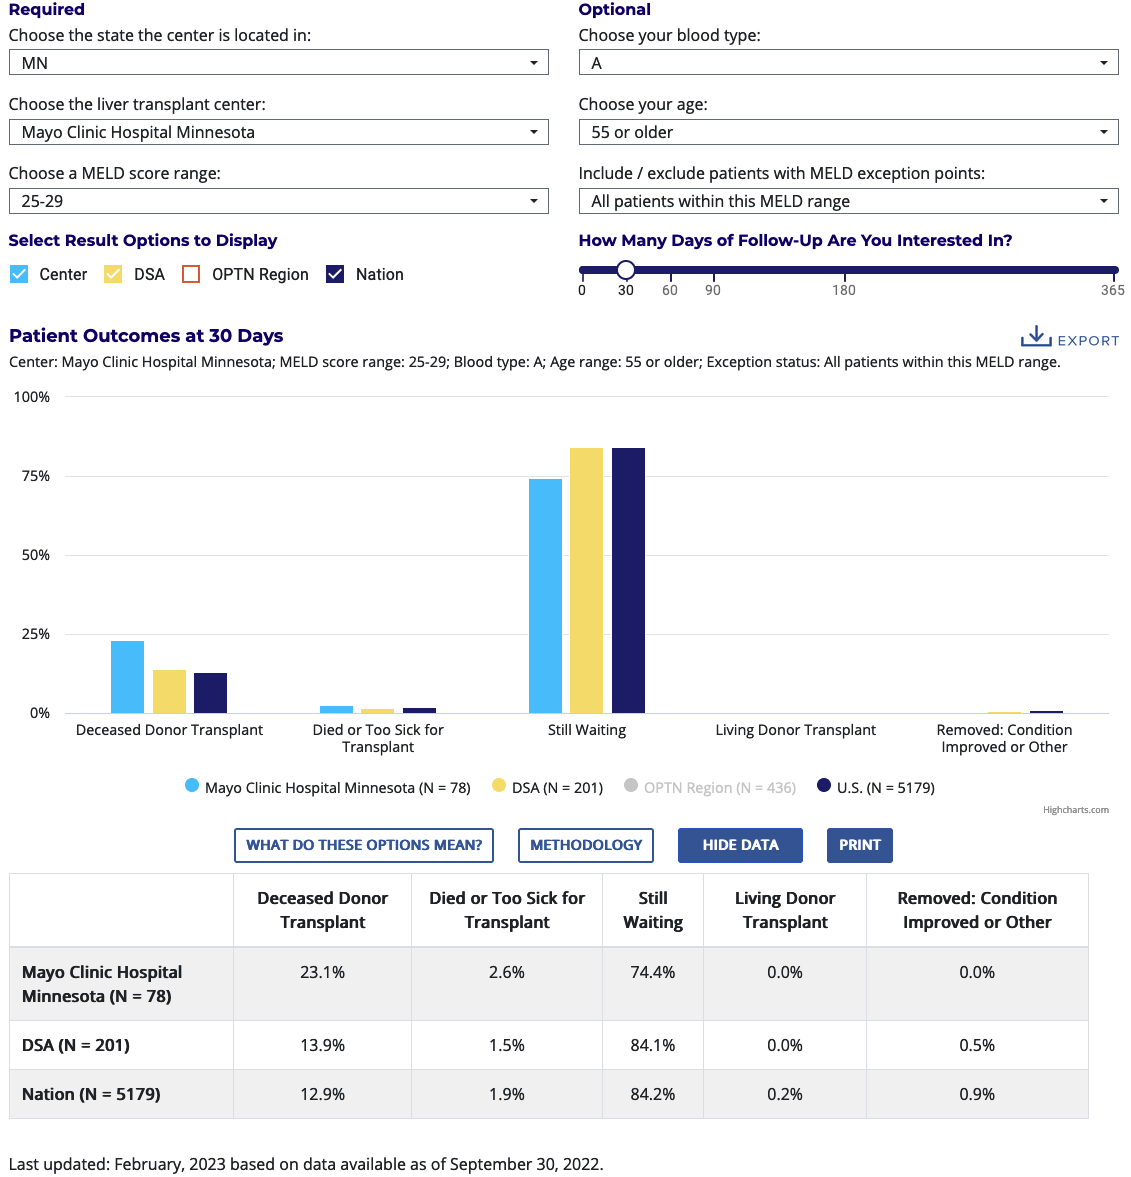 Required
Optional
Choose the state the center is located in:
Choose your blood type:
MN
A
Choose the liver transplant center:
Choose your age:
Mayo Clinic Hospital Minnesota
55 or older
Choose a MELD score range:
Include / exclude patients with MELD exception points:
25-29
All patients within this MELD range
Select Result Options to Display
How Many Days of Follow-Up Are You Interested In?
Center DSA OPTN Region Nation
0 30 60 90 180 365
Patient Outcomes at 30 Days
EXPORT
Center: Mayo Clinic Hospital Minnesota; MELD score range: 25-29; Blood type: A; Age range: 55 or older; Exception status: All patients within this MELD range.
100%
75%
50%
25%
0%
Deceased Donor Transplant
Died or Too Sick for
Transplant
Still Waiting
Living Donor Transplant
Removed: Condition
Improved or Other
Mayo Clinic Hospital Minnesota (N = 78) DSA (N = 201) OPTN Region (N = 436) U.S. (N = 5179)
Highcharts.com
WHAT DO THESE OPTIONS MEAN? METHODOLOGY HIDE DATA PRINT
Deceased Donor
Transplant
Died or Too Sick for
Transplant
Still
Waiting
Living Donor
Transplant
Removed: Condition
Improved or Other
Mayo Clinic Hospital
Minnesota (N = 78)
23.1% 2.6% 74.4% 0.0% 0.0%
DSA (N = 201) 13.9% 1.5% 84.1% 0.0% 0.5%
Nation (N = 5179) 12.9% 1.9% 84.2% 0.2% 0.9%
Last updated: February, 2023 based on data available as of September 30, 2022.